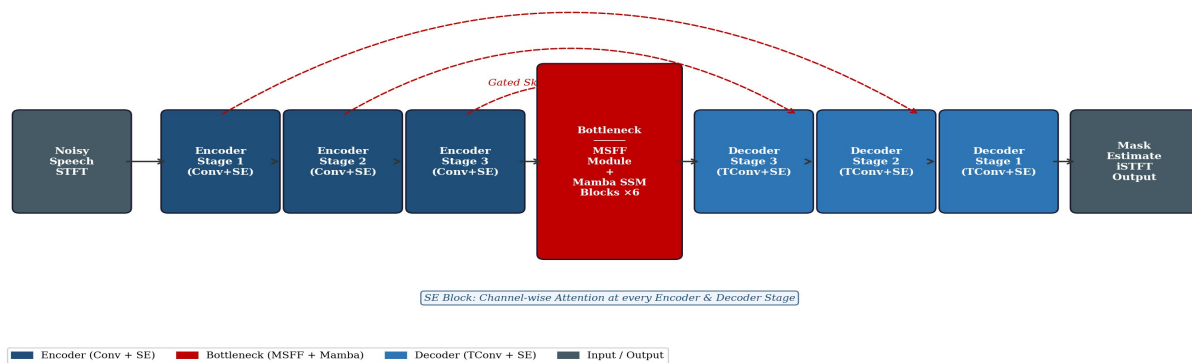 Gated Sk
Noisy
Speech
STFT
Encoder
Stage 1
(Conv+SE)
Encoder
Stage 2
(Conv+SE)
Encoder
Stage 3
(Conv+SE)
Bottleneck
MSFF
Module
+
Mamba SSM
Blocks ×6
Decoder
Stage 3
(TConv+SE)
Decoder
Stage 2
(TConv+SE)
Decoder
Stage 1
(TConv+SE)
Mask
Estimate
iSTFT
Output
SE Block: Channel-wise Attention at every Encoder & Decoder Stage
Encoder (Conv + SE)
Bottleneck (MSFF + Mamba)
Decoder (TConv + SE)
Input / Output